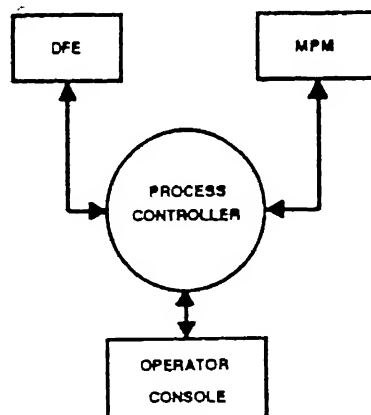 DFE
MPM
PROCESS
CONTROLLER
OPERATOR
CONSOLE